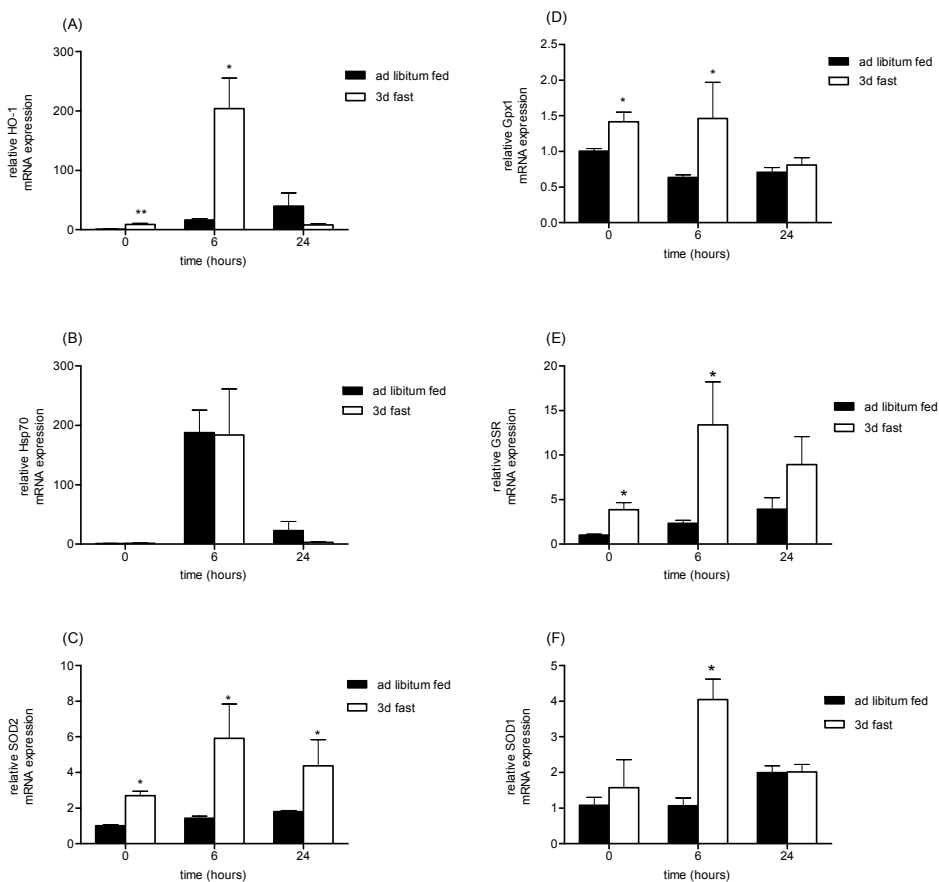 (A)
300
200
100
0
relative HO-1
mRNA expression
*
**
0
6
24
time (hours)
ad libitum fed
3d fast
(D)
2.5
2.0
1.5
1.0
0.5
0.0
relative Gpx1
mRNA expression
*
*
0
6
24
time (hours)
ad libitum fed
3d fast
(B)
300
200
100
0
relative Hsp70
mRNA expression
0
6
24
time (hours)
ad libitum fed
3d fast
(E)
20
15
10
5
0
relative GSR
mRNA expression
*
*
0
6
24
time (hours)
ad libitum fed
3d fast
(C)
10
8
6
4
2
0
relative SOD2
mRNA expression
*
*
*
0
6
24
time (hours)
ad libitum fed
3d fast
(F)
5
4
3
2
1
0
relative SOD1
mRNA expression
*
0
6
24
time (hours)
ad libitum fed
3d fast